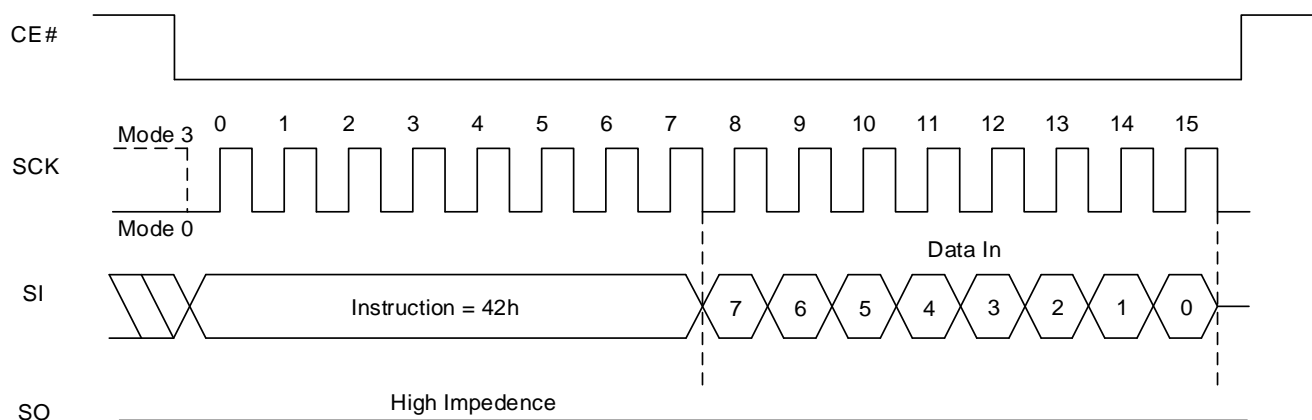 CE#
0 1 2 3 4 5 6 7 8 9 10 11 12 13 14 15
Mode 3
SCK
Mode 0
Data In
SI
Instruction = 42h
7 6 5 4 3 2 1 0
High Impedence
SO